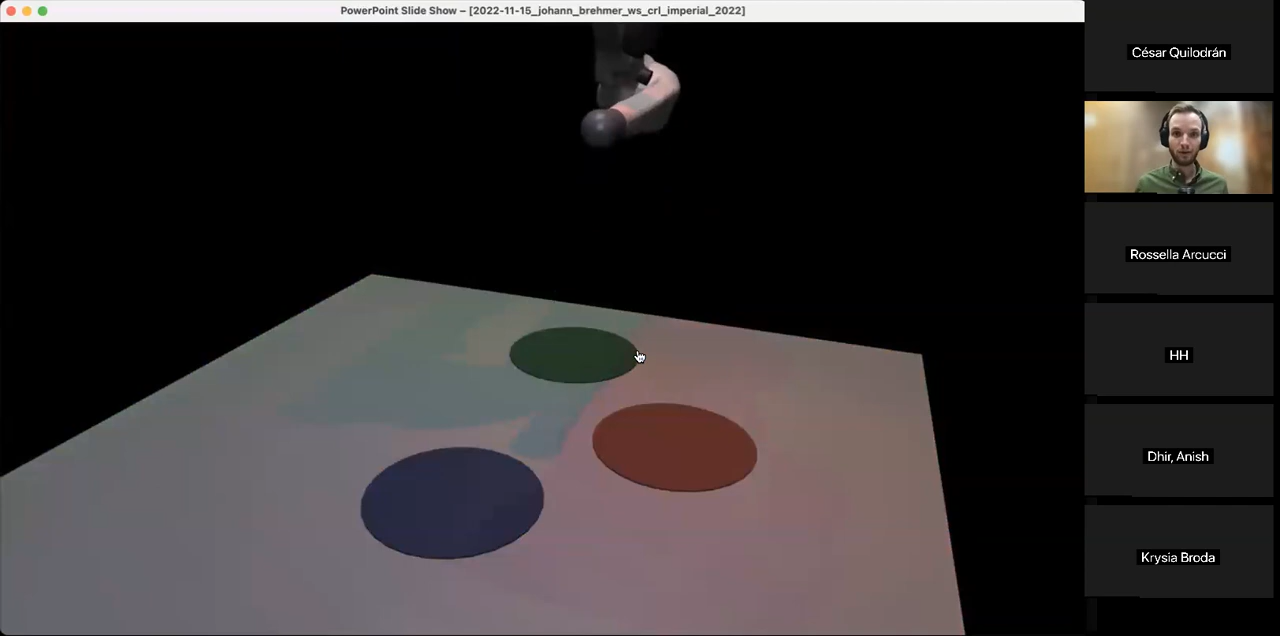 PowerPoint Slide Show – [2022-11-15_johann_brehmer_ws_crl_imperial_2022]
César Quilodrán
Rossella Arcucci
HH
Dhir, Anish
Krysia Broda